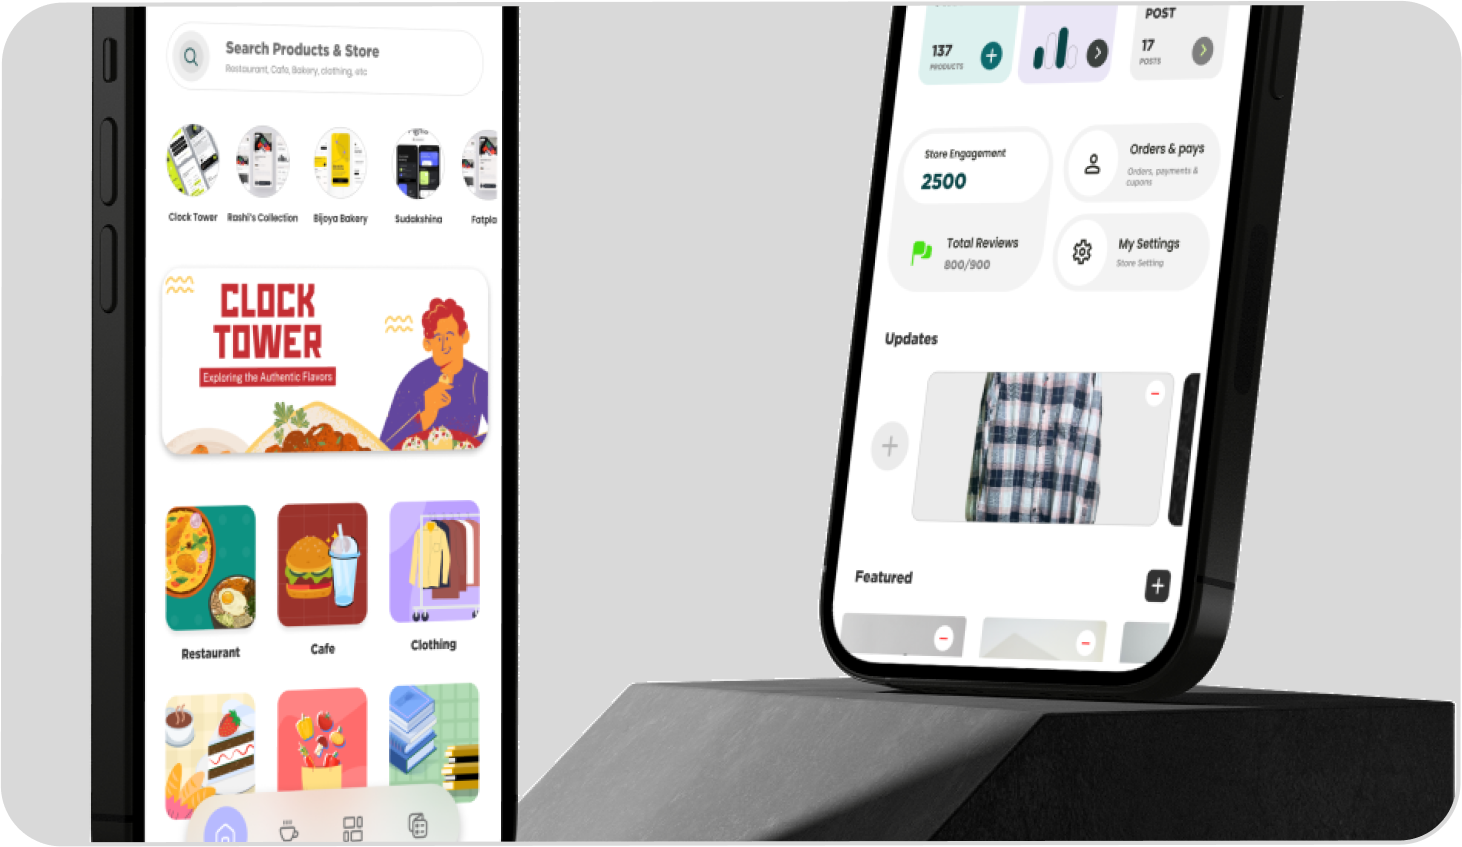 Search Products & Store
Restaurant, Cafe, Bakery, clothing, etc
Clock Tower
Rashi's Collection
Bijoya Bakery
Sudakshina
Fatpla
CLOCK
TOWER
Exploring the Authentic Flavors
Restaurant
Cafe
Clothing
137
PRODUCTS
POST
17
POSTS
Store Engagement
2500
Total Reviews
800/900
Orders & pays
Orders, payments &
cupons
My Settings
Store Setting
Updates
Featured